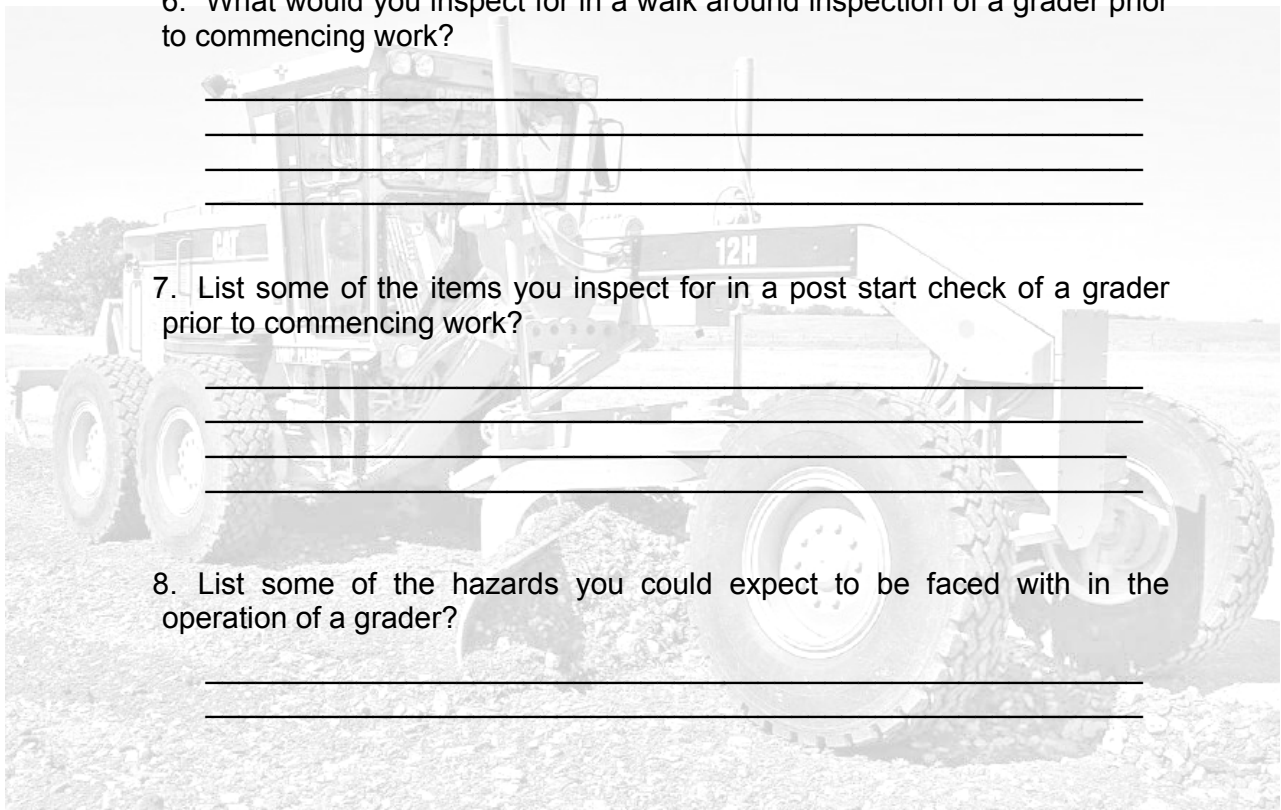 6. What would you inspect for in a walk around inspection of a grader prior
to commencing work?
CAT
12H
7. List some of the items you inspect for in a post start check of a grader
prior to commencing work?
8. List some of the hazards you could expect to be faced with in the
operation of a grader?